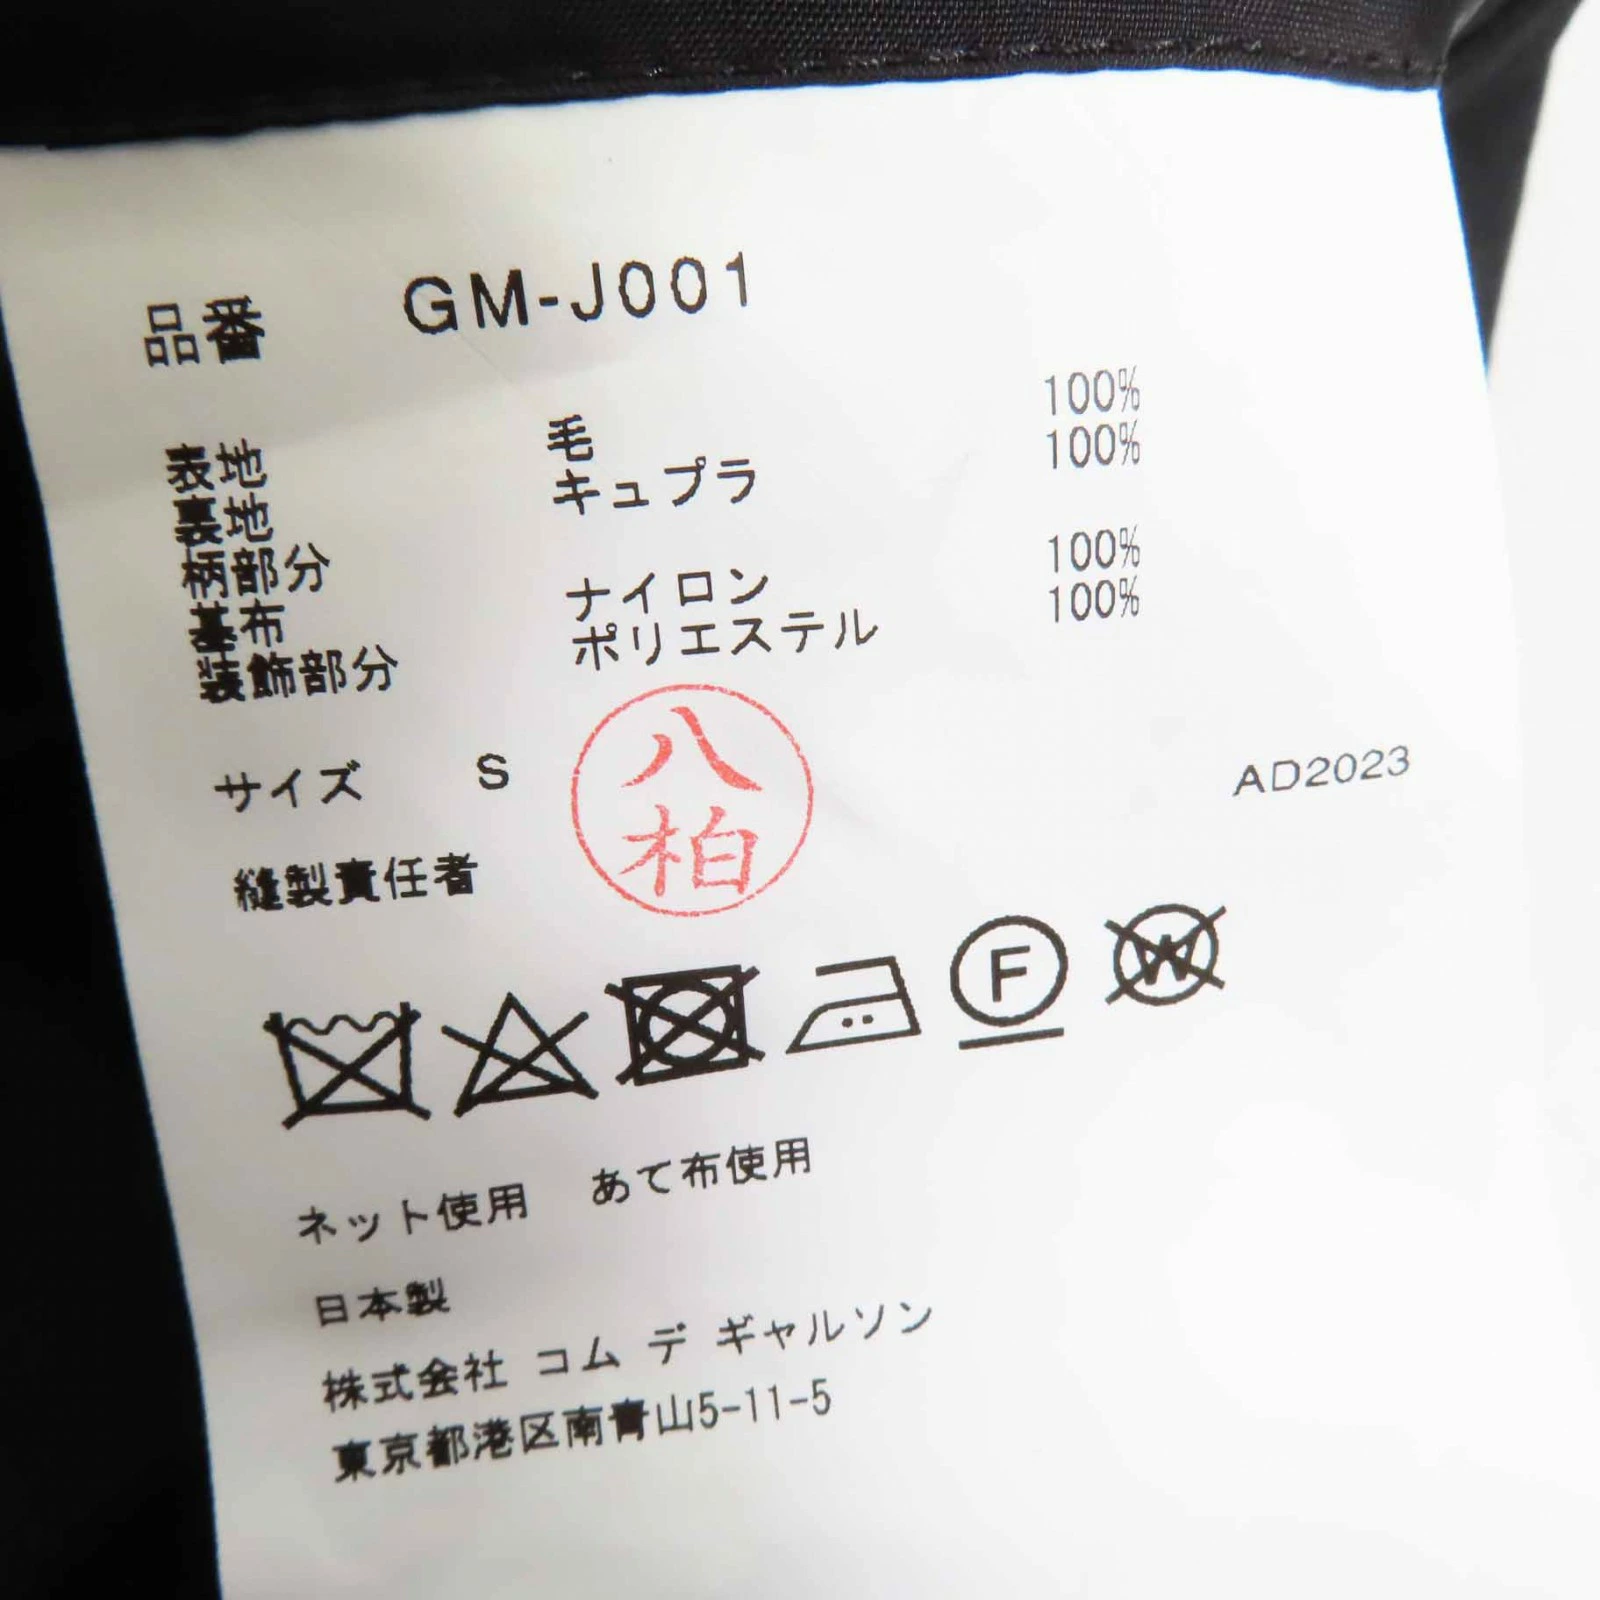 品番 GM-J001
表地 毛 100%
裏地 キュプラ 100%
柄部分
基布 ナイロン 100%
装飾部分 ポリエステル 100%
サイズ S AD2023
縫製責任者 八柏
F W
ネット使用 あて布使用
日本製
株式会社 コム デ ギャルソン
東京都港区南青山5-11-5